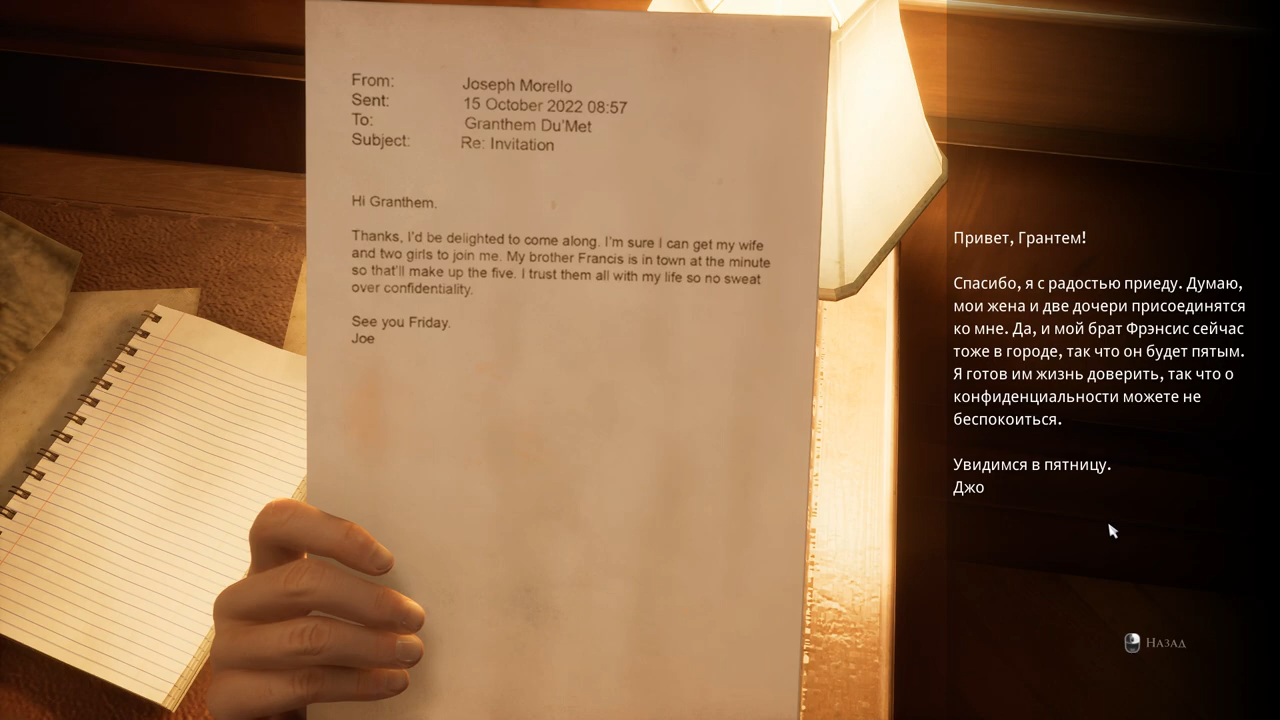 From: Joseph Morello
Sent: 15 October 2022 08:57
To: Granthem Du'Met
Subject: Re: Invitation
Hi Granthem.
Thanks, I'd be delighted to come along. I'm sure I can get my wife
and two girls to join me. My brother Francis is in town at the minute
so that'll make up the five. I trust them all with my life so no sweat
over confidentiality.
See you Friday.
Joe
Привет, Грантем!
Спасибо, я с радостью приеду. Думаю,
мои жена и две дочери присоединятся
ко мне. Да, и мой брат Фрэнсис сейчас
тоже в городе, так что он будет пятым.
Я готов им жизнь доверить, так что о
конфиденциальности можете не
беспокоиться.
Увидимся в пятницу.
Джо
Назад